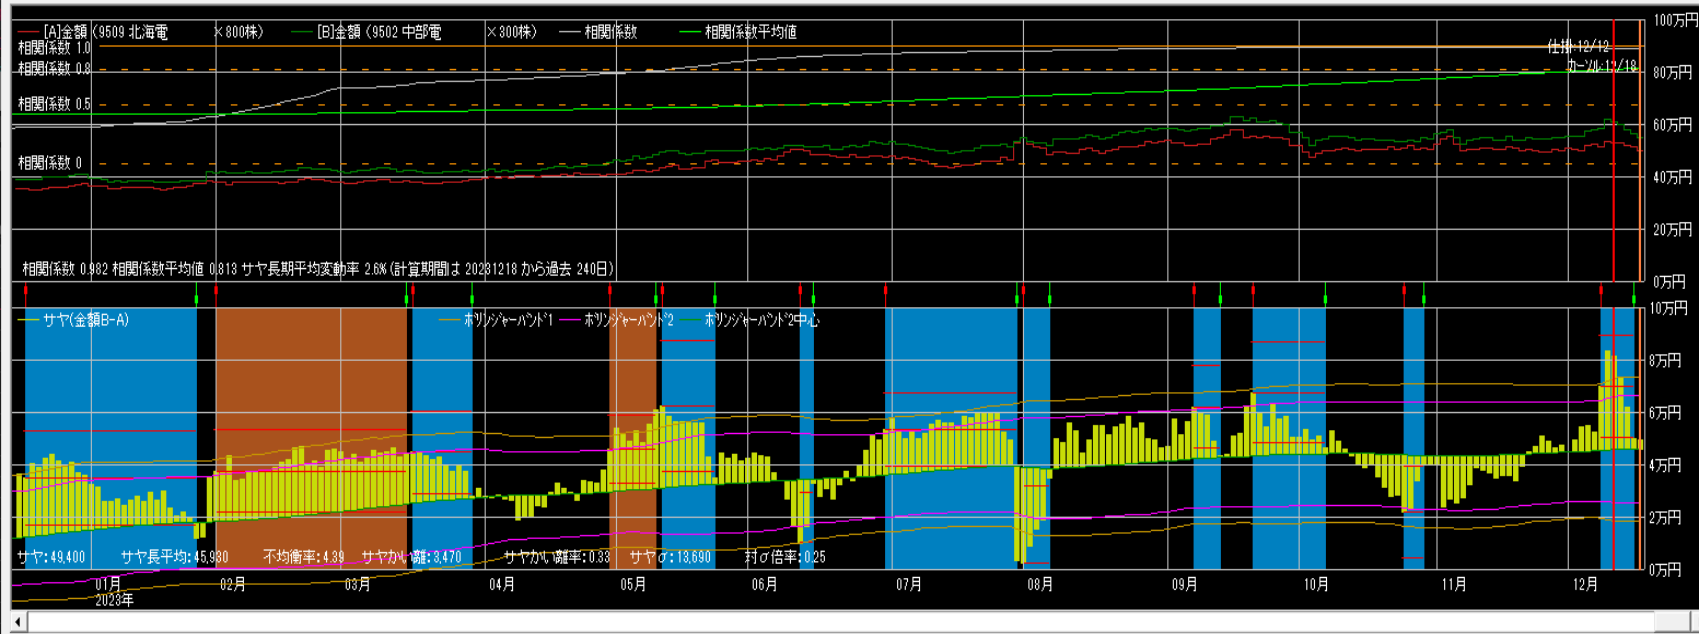 [A]金額 (9509 北海電 ×800株) [B]金額 (9502 中部電 ×300株) 相関係数 相関係数平均値
100万円
相関係数 1.0
仕掛:12/12
相関係数 0.8
カーソル:12/18
80万円
相関係数 0.5
60万円
相関係数 0
40万円
20万円
相関係数 0.982 相関係数平均値 0.813 サヤ長期平均変動率 2.6% (計算期間は 20231218 から過去 240日)
0万円
10万円
サヤ(金額B-A) ボリンジャーバンド1 ボリンジャーバンド2 ボリンジャーバンド2中心
8万円
6万円
4万円
2万円
サヤ:49,400 サヤ長平均:45,930 不均衡率:4.39 サヤかい離:3,470 サヤかい離率:0.33 サヤσ:13,690 対σ倍率:0.25
0万円
01月 02月 03月 04月 05月 06月 07月 08月 09月 10月 11月 12月
2023年